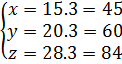 x = 15.3 = 45
y = 20.3 = 60
z = 28.3 = 84